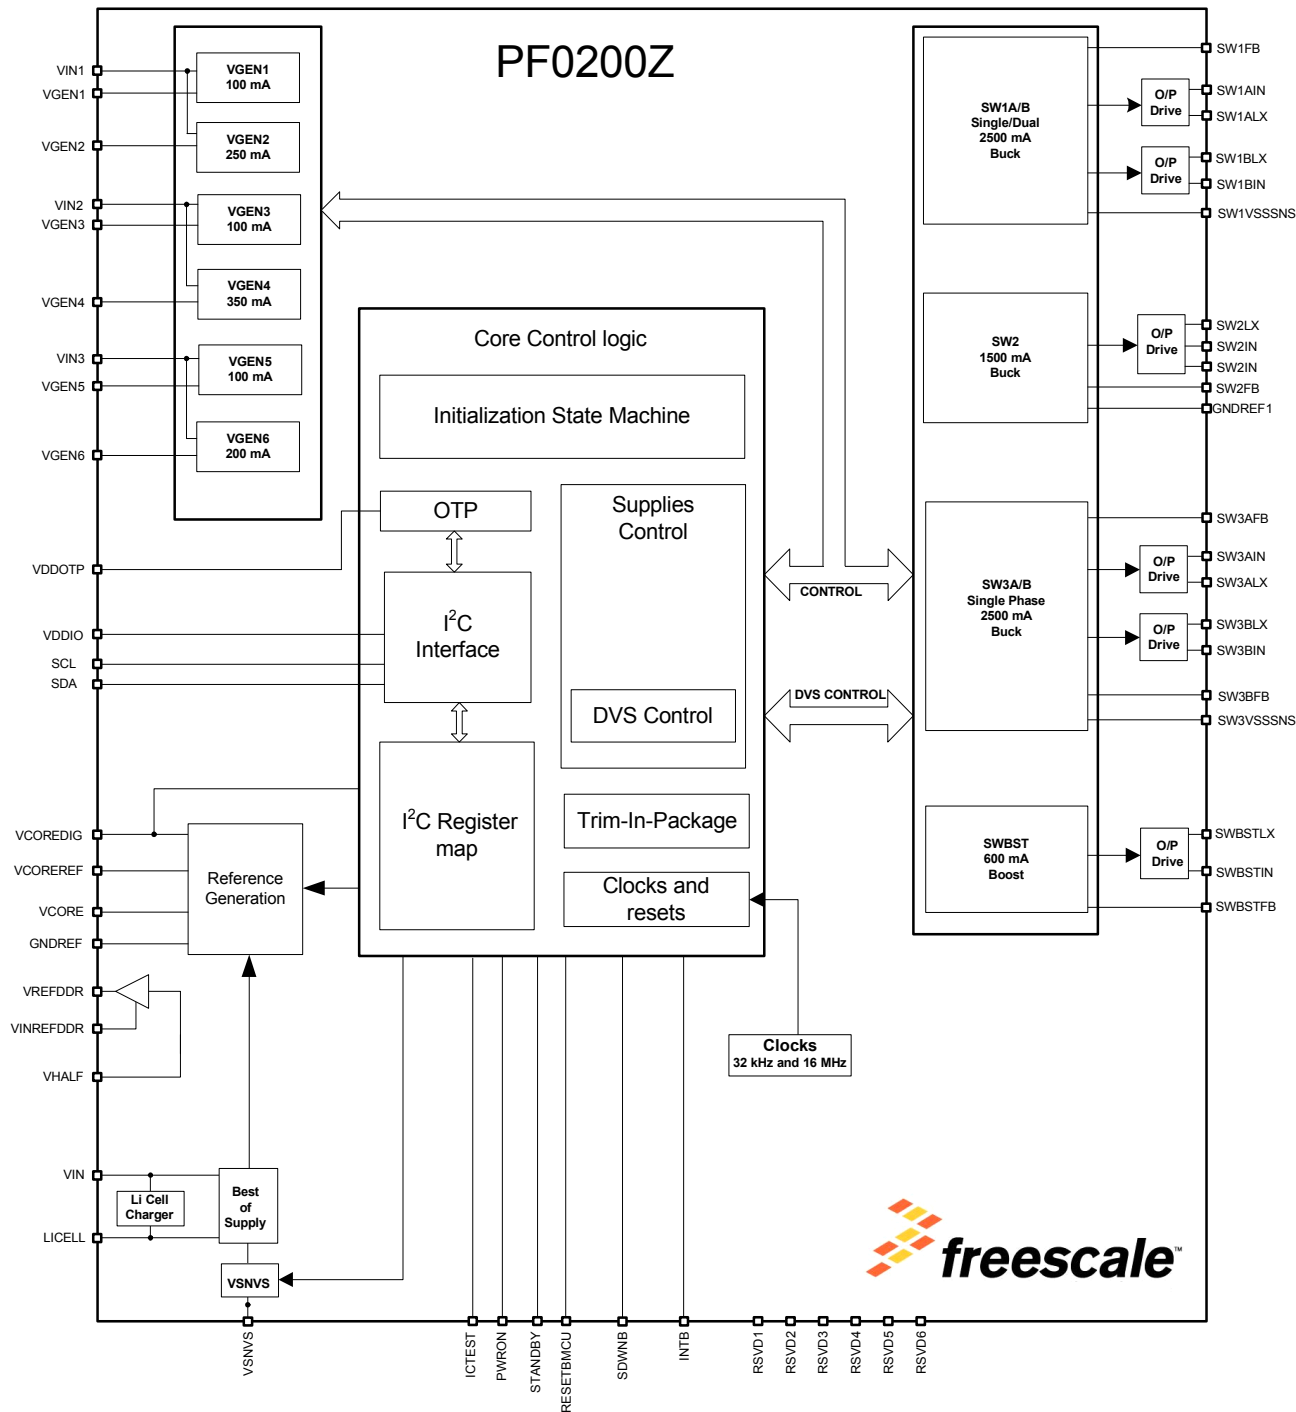 PF0200Z
VIN1
VGEN1
VGEN2
VIN2
VGEN3
VGEN4
VIN3
VGEN5
VGEN6
VDDOTP
VDDIO
SCL
SDA
VCOREDIG
VCOREREF
VCORE
GNDREF
VREFDDR
VINREFDDR
VHALF
VIN
LICELL
VGEN1
100 mA
VGEN2
250 mA
VGEN3
100 mA
VGEN4
350 mA
VGEN5
100 mA
VGEN6
200 mA
Core Control logic
Initialization State Machine
OTP
I²C
Interface
I²C Register
map
Supplies
Control
DVS Control
Trim-In-Package
Clocks and
resets
Reference
Generation
Li Cell
Charger
Best
of
Supply
VSNVS
Clocks
32 kHz and 16 MHz
CONTROL
DVS CONTROL
SW1A/B
Single/Dual
2500 mA
Buck
O/P
Drive
O/P
Drive
SW2
1500 mA
Buck
O/P
Drive
SW3A/B
Single Phase
2500 mA
Buck
O/P
Drive
O/P
Drive
SWBST
600 mA
Boost
O/P
Drive
SW1FB
SW1AIN
SW1ALX
SW1BLX
SW1BIN
SW1VSSSNS
SW2LX
SW2IN
SW2IN
SW2FB
GNDREF1
SW3AFB
SW3AIN
SW3ALX
SW3BLX
SW3BIN
SW3BFB
SW3VSSSNS
SWBSTLX
SWBSTIN
SWBSTFB
freescale™
VSNVS
ICTEST
PWRON
STANDBY
RESETBMCU
SDWNB
INTB
RSVD1
RSVD2
RSVD3
RSVD4
RSVD5
RSVD6